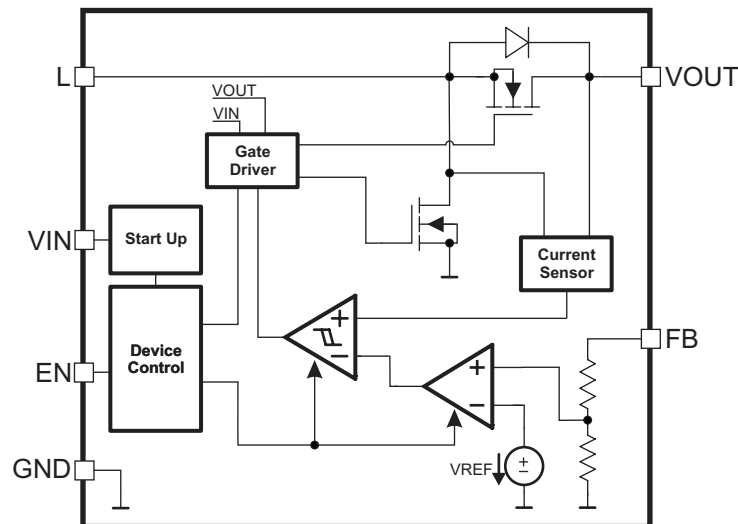 L
VOUT
VOUT
VIN
Gate
Driver
VIN
Start Up
Current
Sensor
Device
Control
EN
FB
+
−
+
−
VREF
+
−
GND